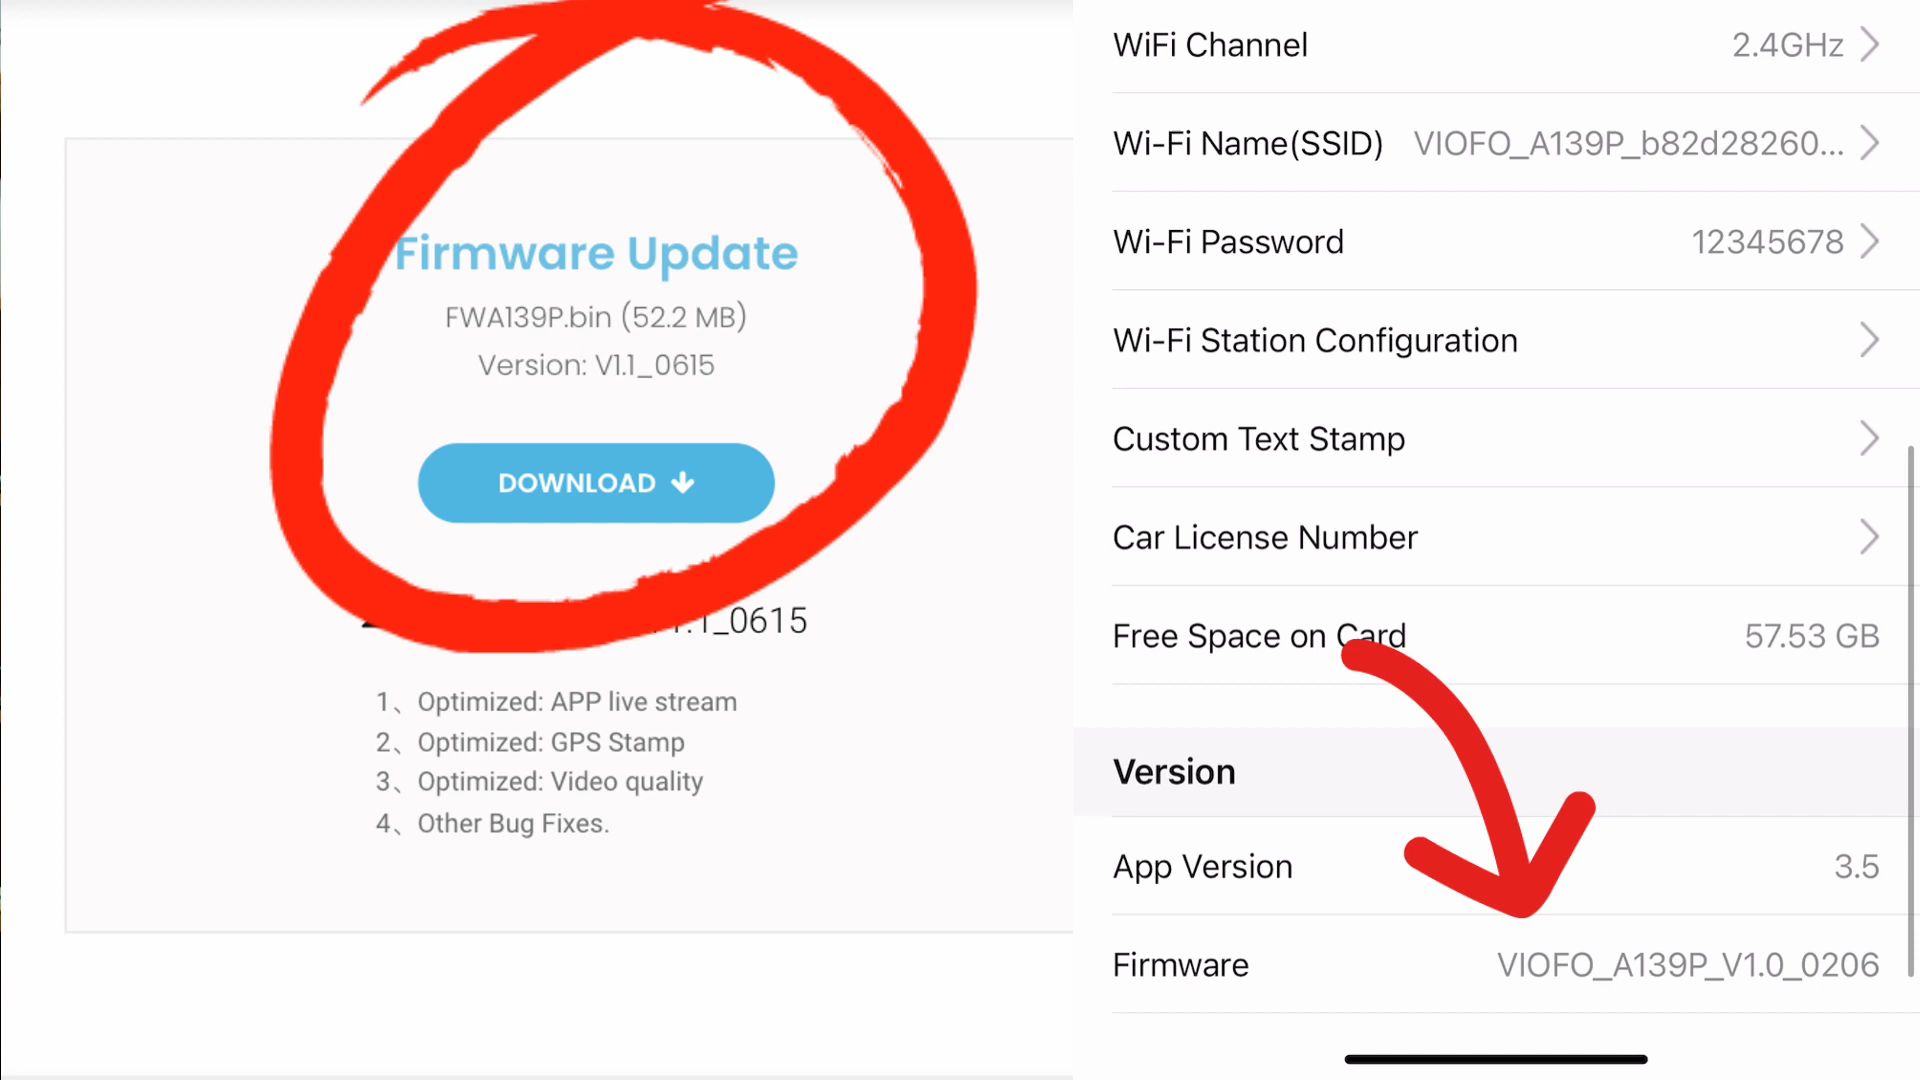 Firmware Update
FWA139P.bin (52.2 MB)
Version: V1.1_0615
DOWNLOAD
.1_0615
1、Optimized: APP live stream
2、Optimized: GPS Stamp
3、Optimized: Video quality
4、Other Bug Fixes.
WiFi Channel 2.4GHz
Wi-Fi Name(SSID) VIOFO_A139P_b82d28260...
Wi-Fi Password 12345678
Wi-Fi Station Configuration
Custom Text Stamp
Car License Number
Free Space on Card 57.53 GB
Version
App Version 3.5
Firmware VIOFO_A139P_V1.0_0206